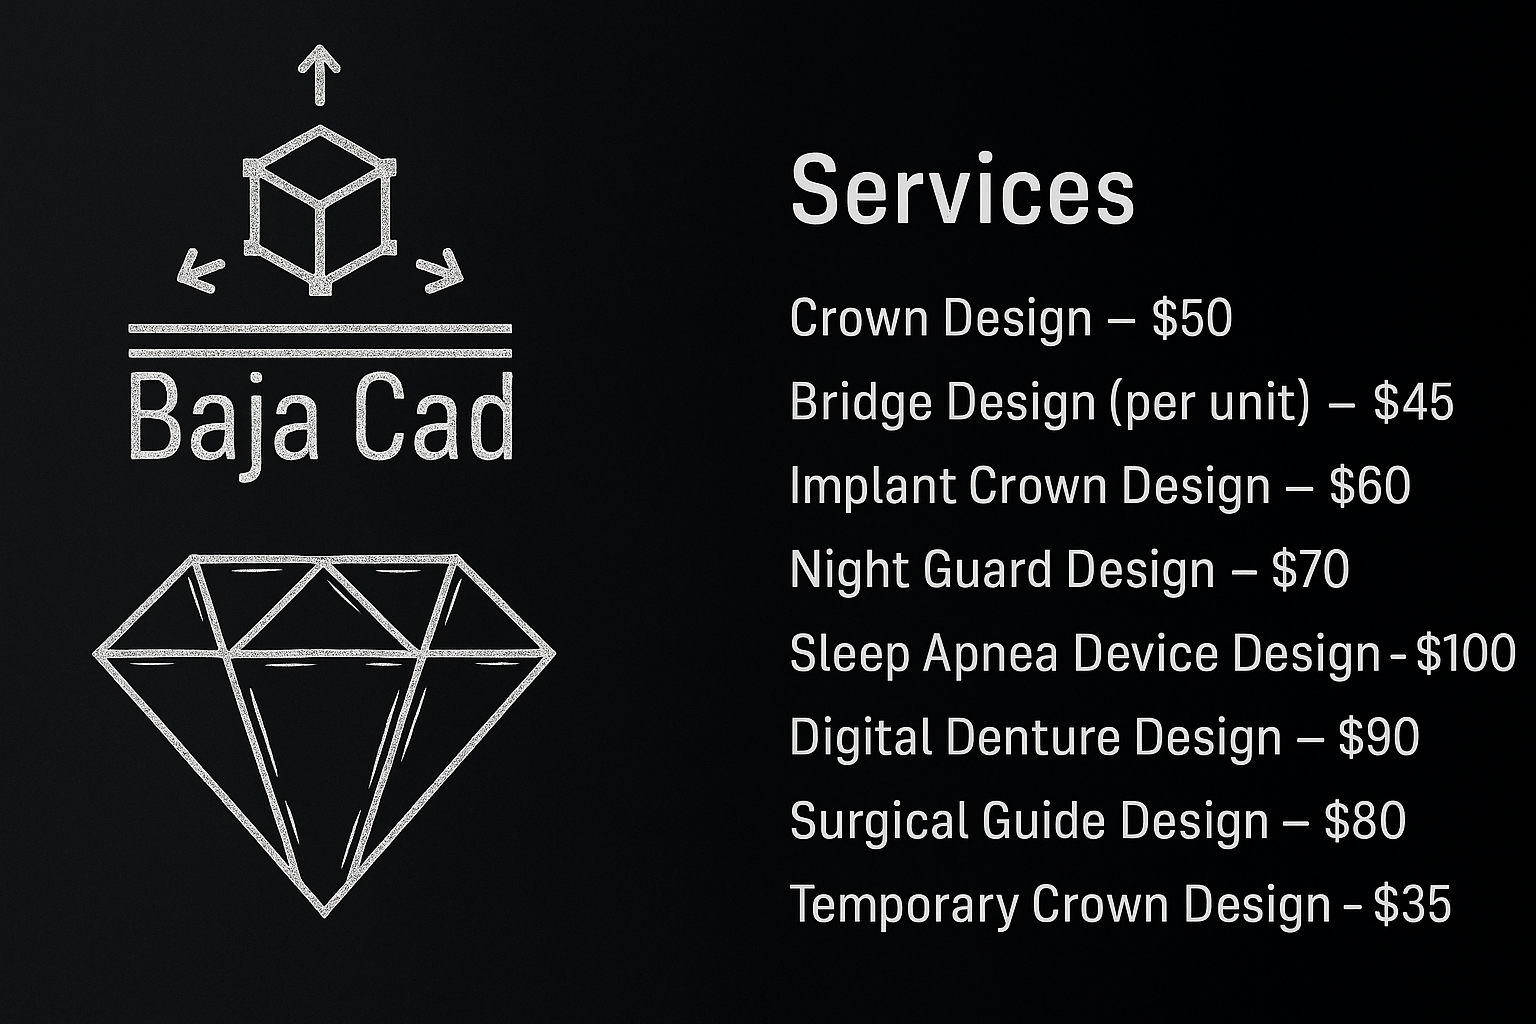 Baja Cad
Services
Crown Design – $50
Bridge Design (per unit) – $45
Implant Crown Design – $60
Night Guard Design – $70
Sleep Apnea Device Design - $100
Digital Denture Design – $90
Surgical Guide Design – $80
Temporary Crown Design – $35